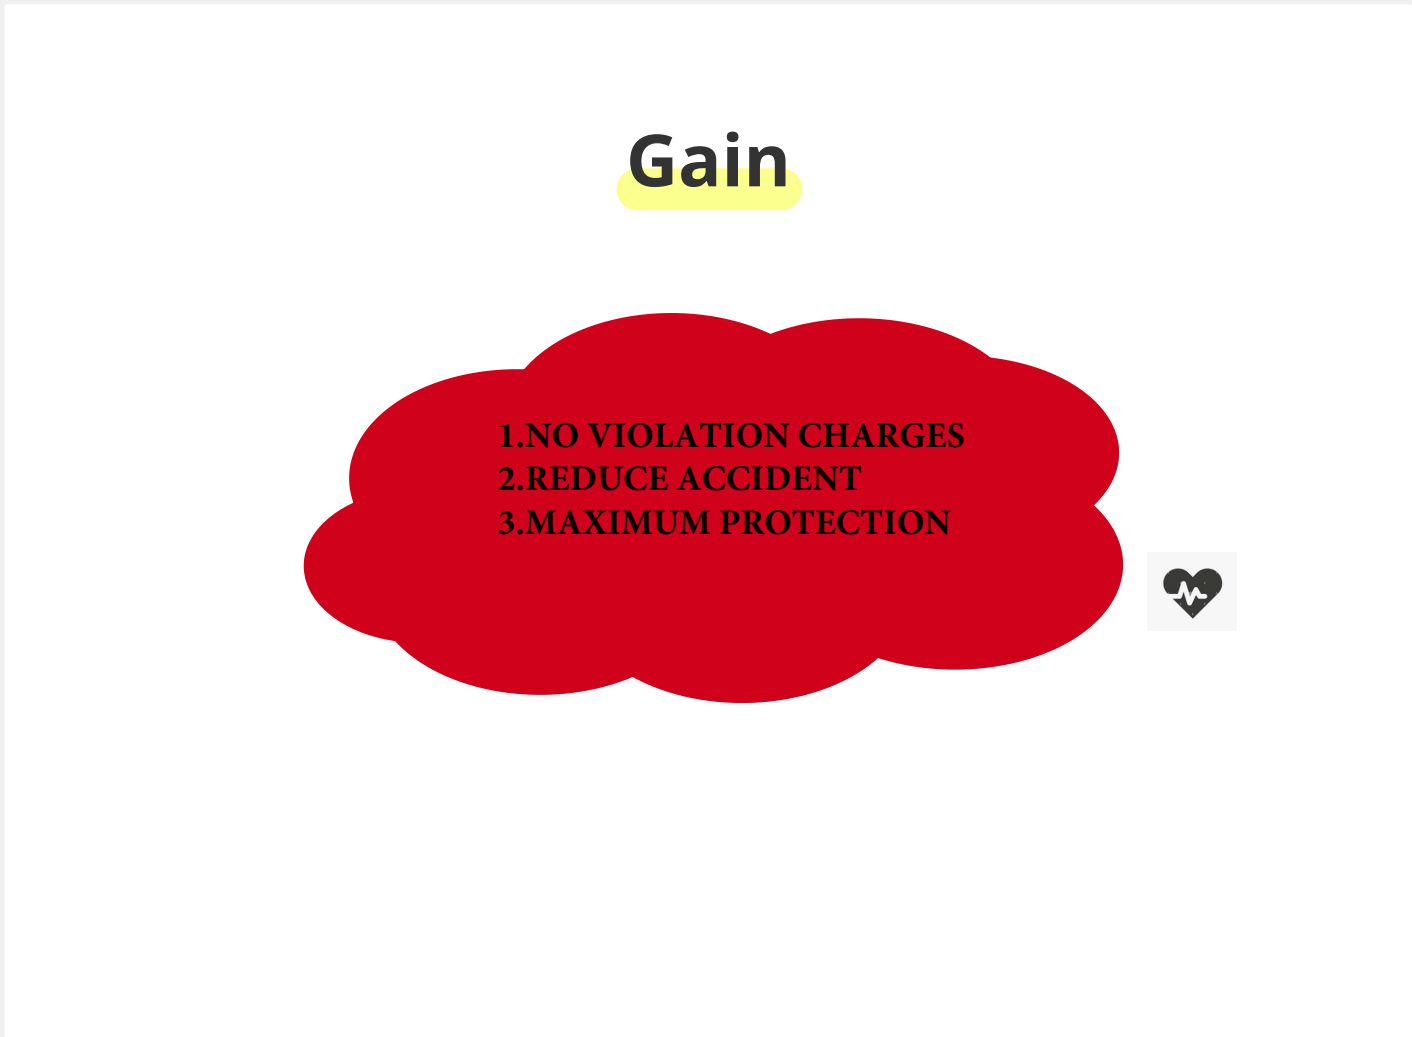 Gain
1.NO VIOLATION CHARGES
2.REDUCE ACCIDENT
3.MAXIMUM PROTECTION